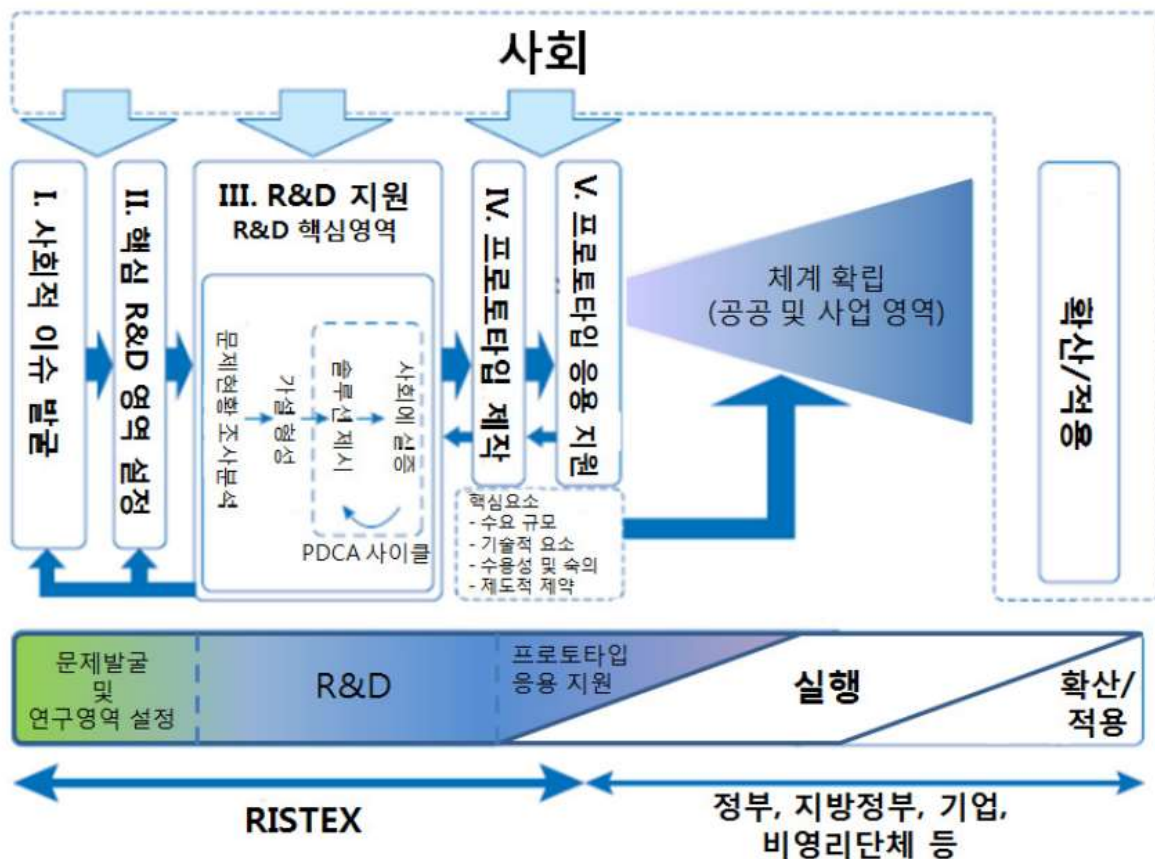 사회
I. 사회적 이슈 발굴
II. 핵심 R&D 영역 설정
III. R&D 지원
R&D 핵심영역
문제현황 조사분석
가설 형성
솔루션 제시
사회에 실증
PDCA 사이클
IV. 프로토타입 제작
V. 프로토타입 응용 지원
핵심요소
- 수요 규모
- 기술적 요소
- 수용성 및 숙의
- 제도적 제약
체계 확립
(공공 및 사업 영역)
확산/적용
문제발굴
및
연구영역 설정
R&D
프로토타입
응용 지원
실행
확산/
적용
RISTEX
정부, 지방정부, 기업,
비영리단체 등